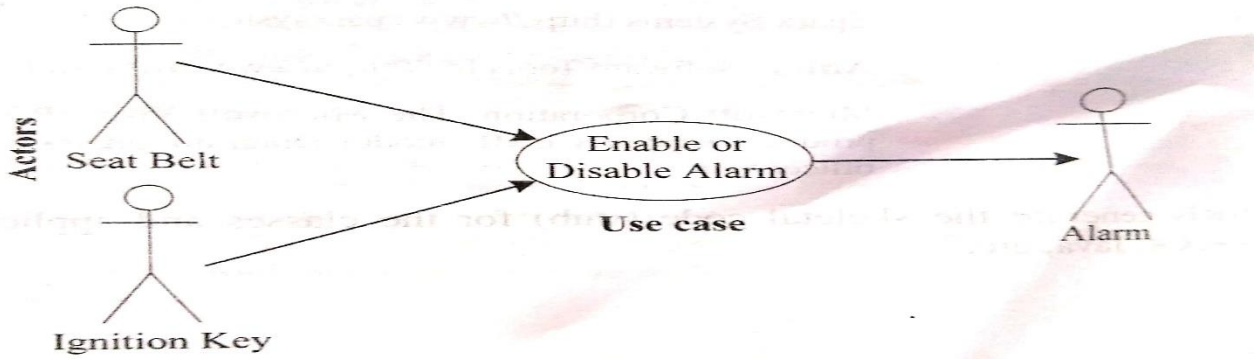 Actors
Seat Belt
Ignition Key
Enable or
Disable Alarm
Use case
Alarm